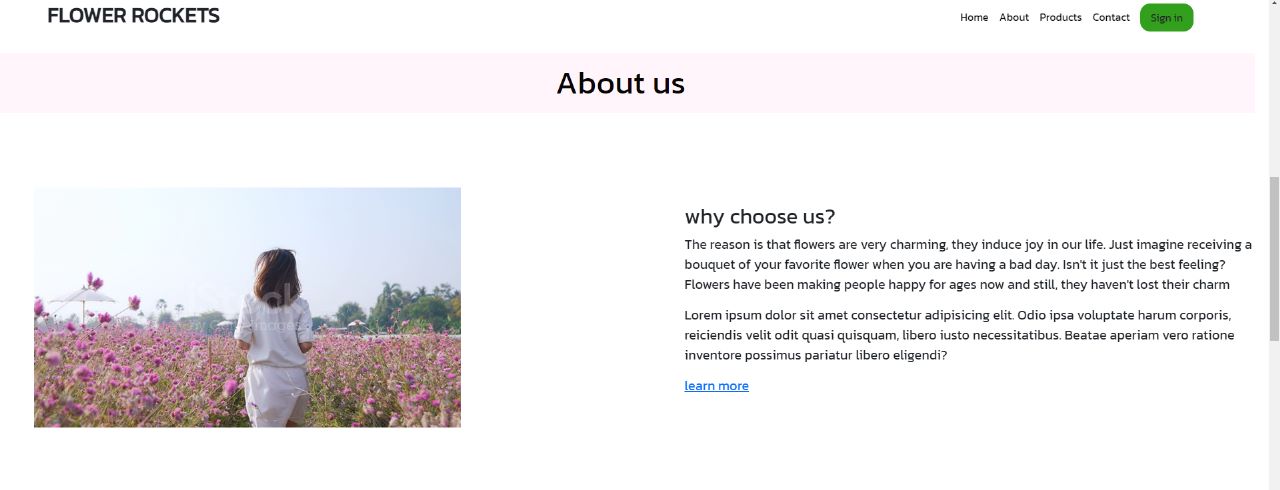 FLOWER ROCKETS
Home About Products Contact Sign in
About us
iStock
by Getty Images
why choose us?
The reason is that flowers are very charming, they induce joy in our life. Just imagine receiving a
bouquet of your favorite flower when you are having a bad day. Isn't it just the best feeling?
Flowers have been making people happy for ages now and still, they haven't lost their charm
Lorem ipsum dolor sit amet consectetur adipisicing elit. Odio ipsa voluptate harum corporis,
reiciendis velit odit quasi quisquam, libero iusto necessitatibus. Beatae aperiam vero ratione
inventore possimus pariatur libero eligendi?
learn more